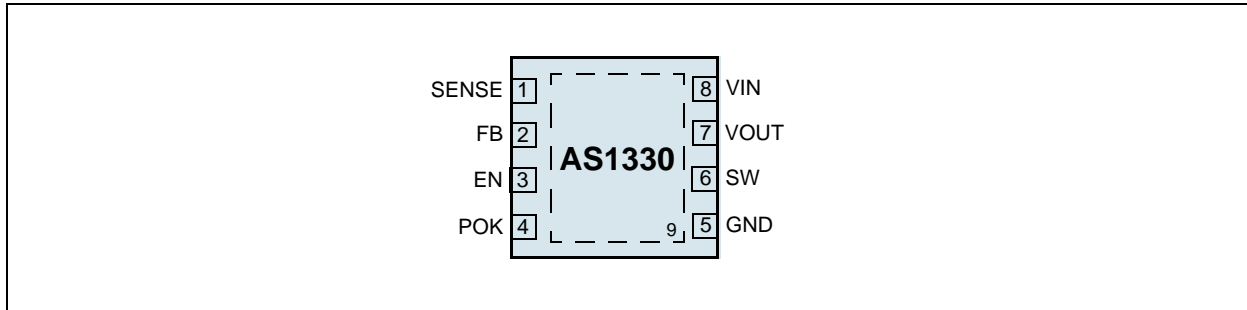 SENSE 1 8 VIN
FB 2 7 VOUT
AS1330
EN 3 6 SW
POK 4 9 5 GND